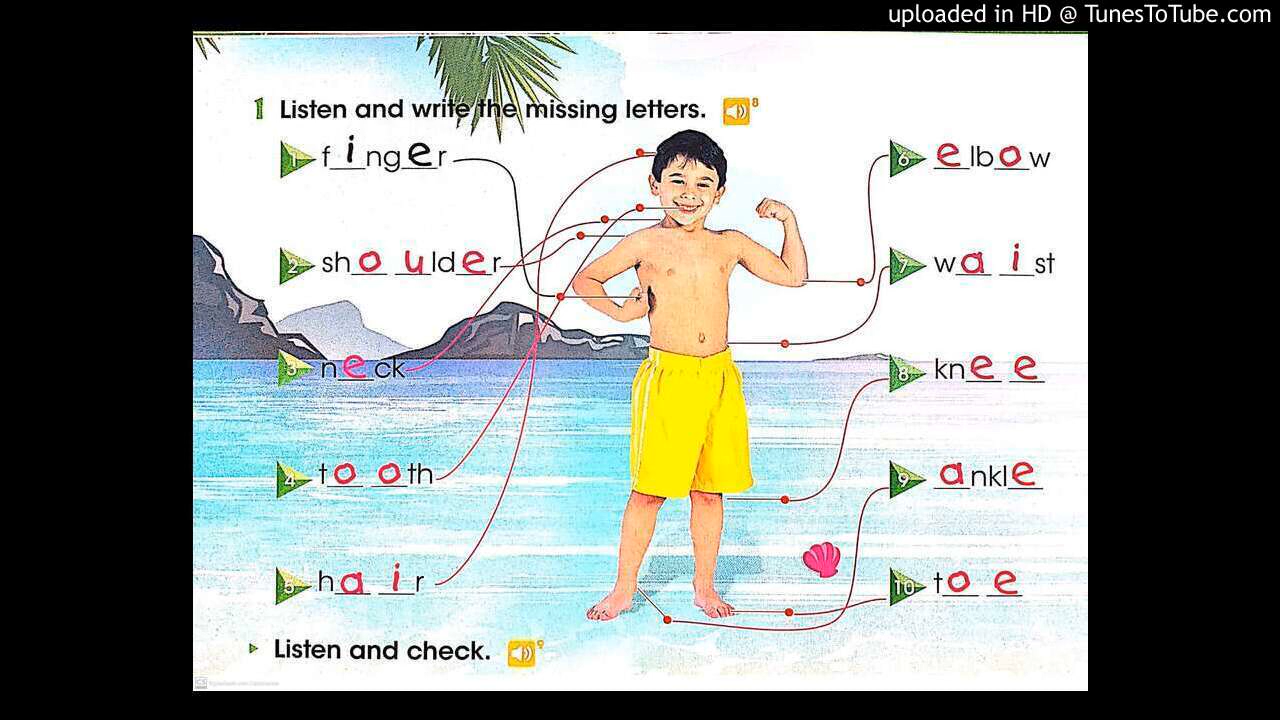 uploaded in HD @ TunesToTube.com
1 Listen and write the missing letters. 8
1 finger
2 shoulder
3 neck
4 tooth
5 hair
6 elbow
7 waist
8 knee
9 ankle
10 toe
Listen and check. 9